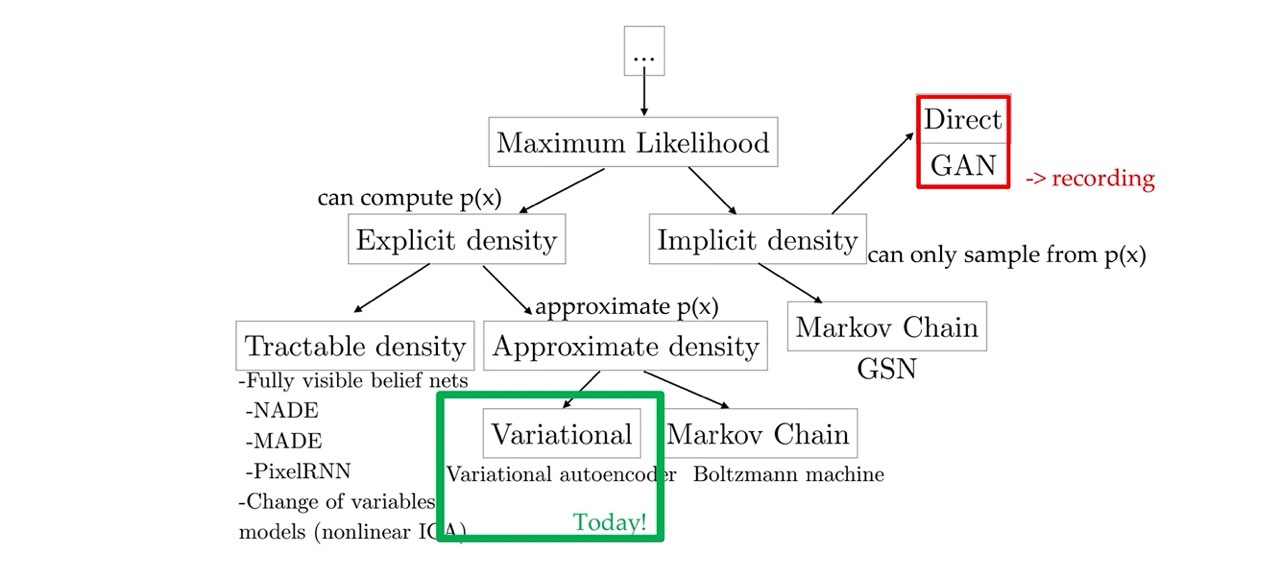 ...
Maximum Likelihood
Direct
GAN
-> recording
can compute p(x)
Explicit density
Implicit density
can only sample from p(x)
approximate p(x)
Tractable density
Approximate density
Markov Chain
GSN
-Fully visible belief nets
-NADE
-MADE
-PixelRNN
-Change of variables
models (nonlinear ICA)
Variational
Variational autoencoder
Today!
Markov Chain
Boltzmann machine